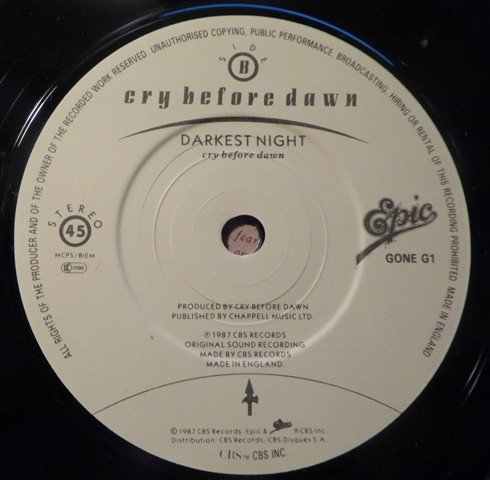 SIDE
B
cry before dawn
DARKEST NIGHT
cry before dawn
STEREO
45
MCPS/BIEM
Epic
GONE G1
fear
PRODUCED BY CRY BEFORE DAWN
PUBLISHED BY CHAPPELL MUSIC LTD.
℗ 1987 CBS RECORDS
ORIGINAL SOUND RECORDING
MADE BY CBS RECORDS
MADE IN ENGLAND.
© 1987 CBS Records. Epic & Epic ® CBS Inc
Distribution: CBS Records/CBS Disques S.A.
CBS™ CBS INC
ALL RIGHTS OF THE PRODUCER AND OF THE OWNER OF THE RECORDED WORK RESERVED. UNAUTHORISED COPYING, PUBLIC PERFORMANCE, BROADCASTING, HIRING OR RENTAL OF THIS RECORDING PROHIBITED MADE IN ENGLAND